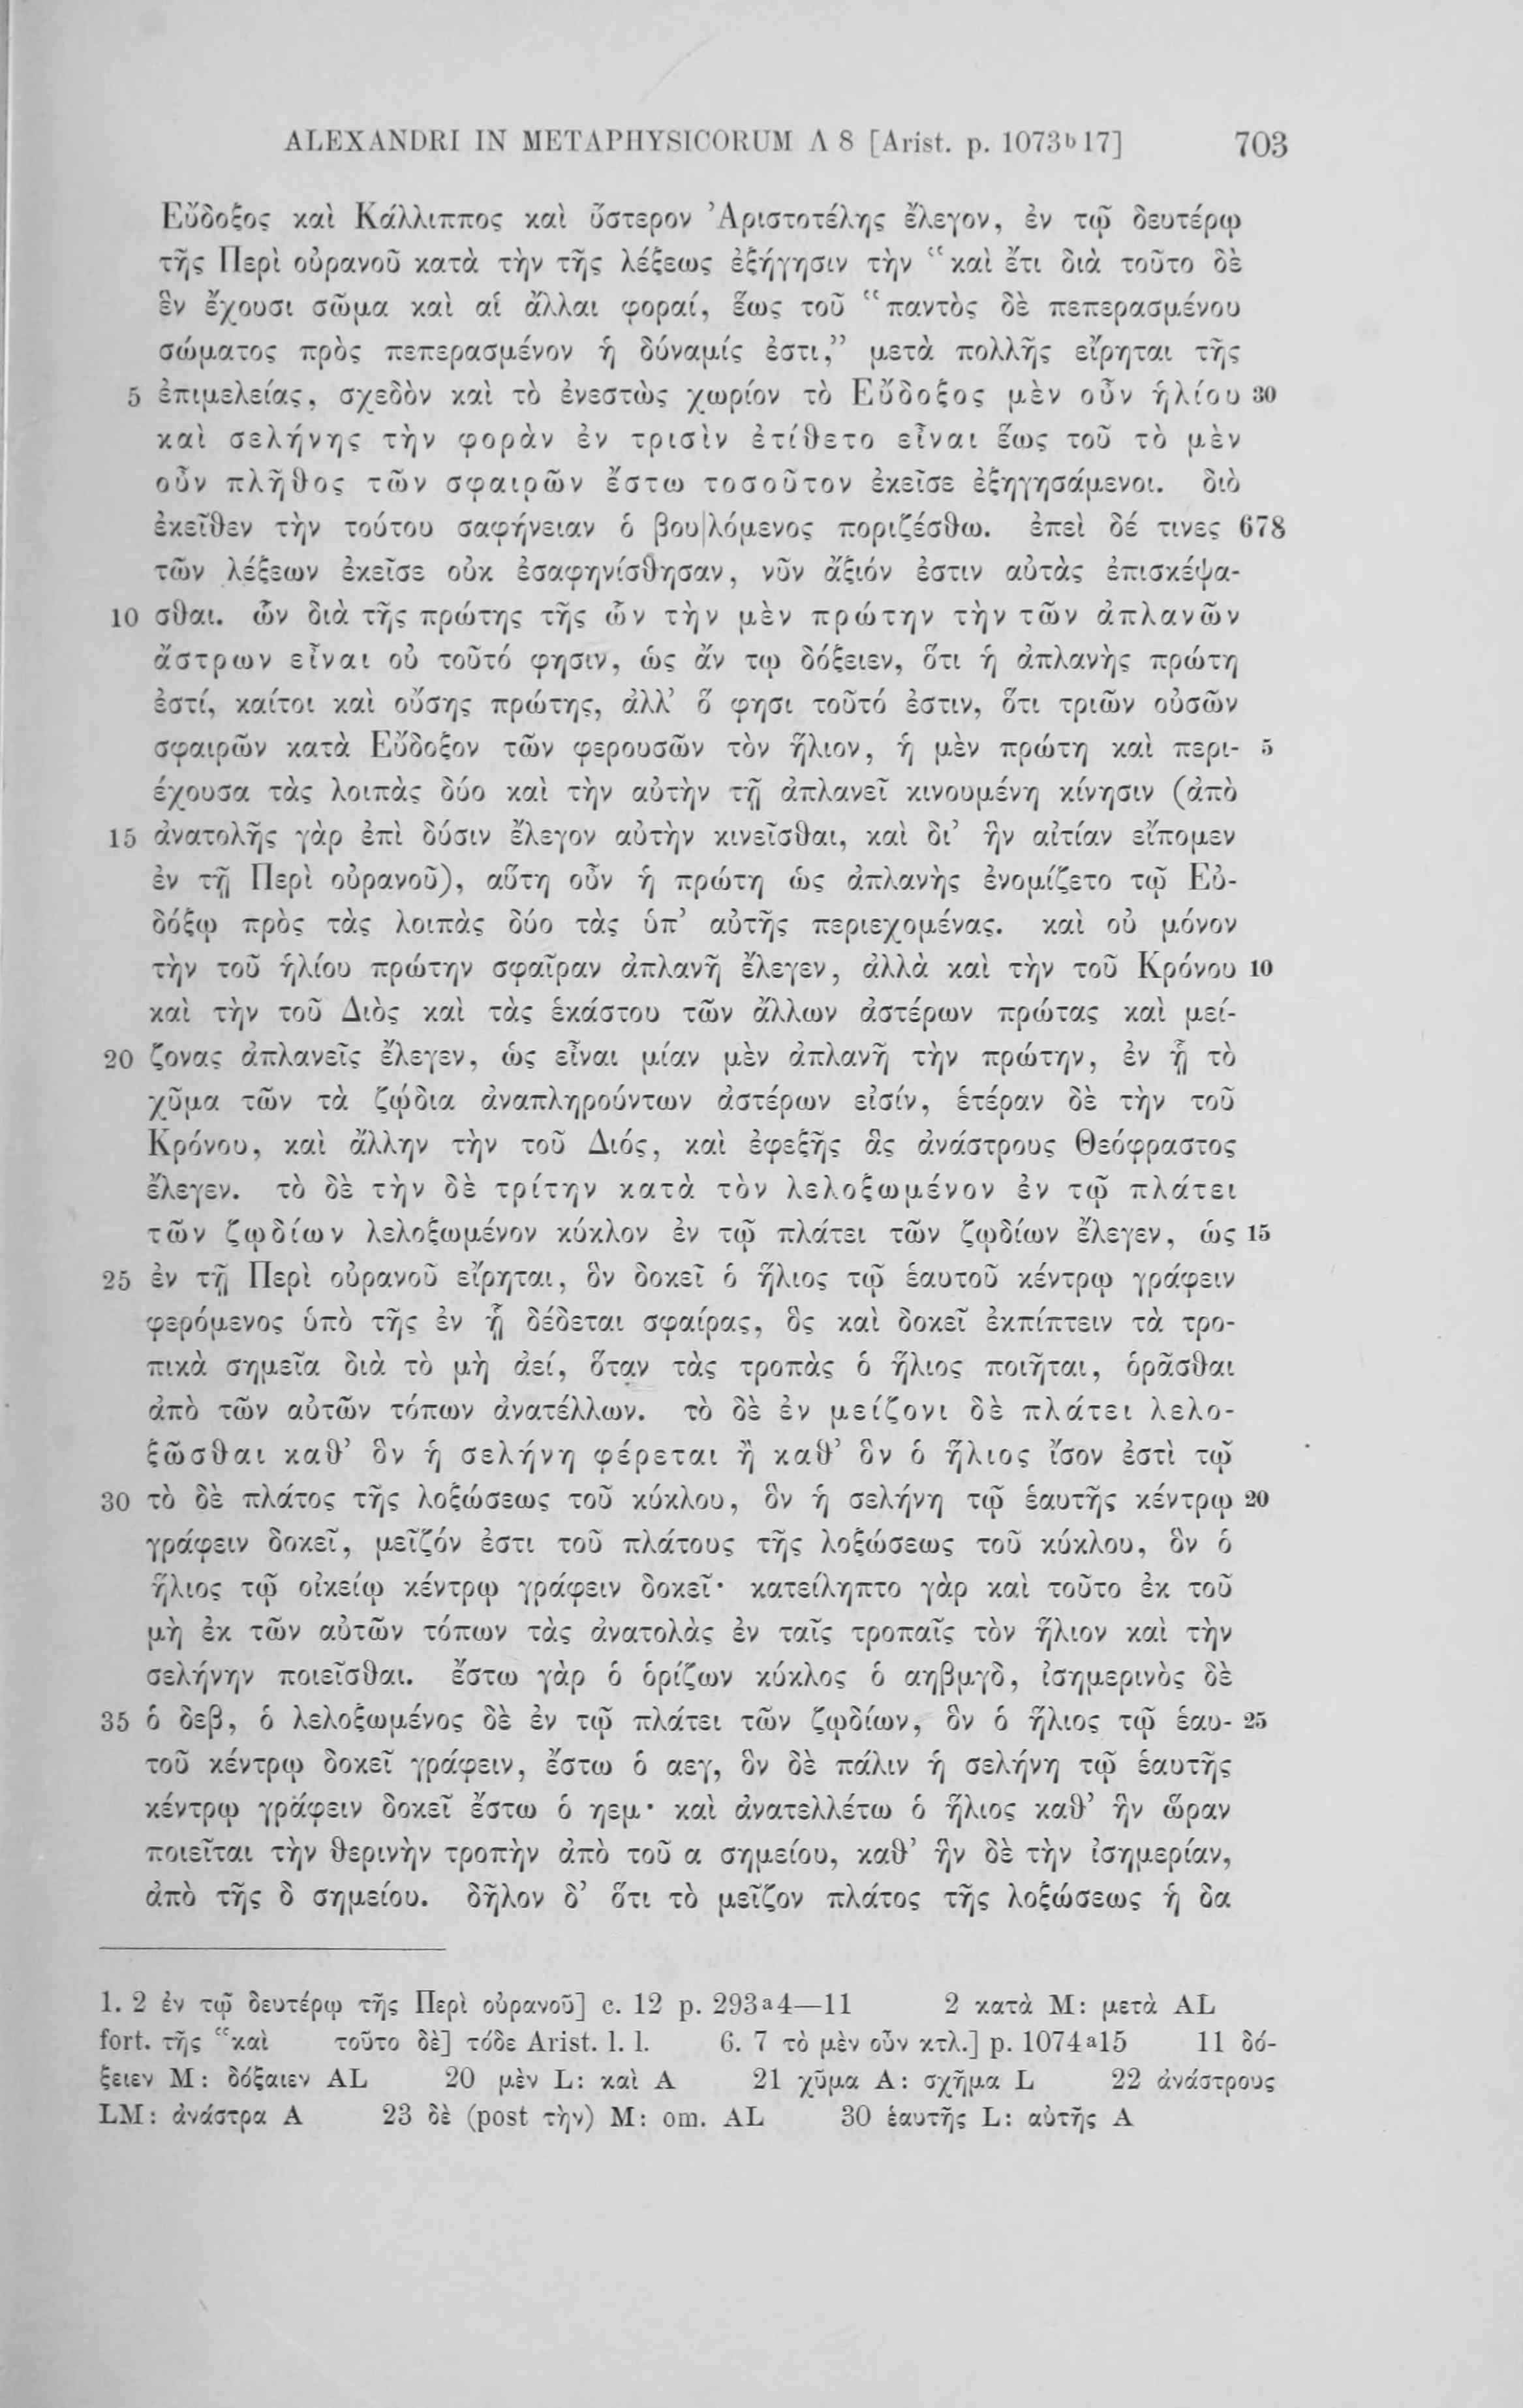 ALEXANDRI IN METAPHYSICORUM Λ 8 [Arist. p. 1073ᵇ17] 703
Εὔδοξος καὶ Κάλλιππος καὶ ὕστερον Ἀριστοτέλης ἔλεγον, ἐν τῷ δευτέρῳ
τῆς Περὶ οὐρανοῦ κατὰ τὴν τῆς λέξεως ἐξήγησιν τὴν “καὶ ἔτι διὰ τοῦτο δὲ
ἓν ἔχουσι σῶμα καὶ αἱ ἄλλαι φοραί, ἕως τοῦ “παντὸς δὲ πεπερασμένου
σώματος πρὸς πεπερασμένον ἡ δύναμίς ἐστι,” μετὰ πολλῆς εἴρηται τῆς
5 ἐπιμελείας, σχεδὸν καὶ τὸ ἐνεστὼς χωρίον τὸ Εὔδοξος μὲν οὖν ἡλίου 30
καὶ σελήνης τὴν φορὰν ἐν τρισὶν ἐτίθετο εἶναι ἕως τοῦ τὸ μὲν
οὖν πλῆθος τῶν σφαιρῶν ἔστω τοσοῦτον ἐκεῖσε ἐξηγησάμενοι. διὸ
ἐκεῖθεν τὴν τούτου σαφήνειαν ὁ βου|λόμενος ποριζέσθω. ἐπεὶ δέ τινες 678
τῶν λέξεων ἐκεῖσε οὐκ ἐσαφηνίσθησαν, νῦν ἄξιόν ἐστιν αὐτὰς ἐπισκέψα-
10 σθαι. ὧν διὰ τῆς πρώτης τῆς ὧν τὴν μὲν πρώτην τὴν τῶν ἀπλανῶν
ἄστρων εἶναι οὐ τοῦτό φησιν, ὡς ἄν τῳ δόξειεν, ὅτι ἡ ἀπλανὴς πρώτη
ἐστί, καίτοι καὶ οὔσης πρώτης, ἀλλ’ ὅ φησι τοῦτό ἐστιν, ὅτι τριῶν οὐσῶν
σφαιρῶν κατὰ Εὔδοξον τῶν φερουσῶν τὸν ἥλιον, ἡ μὲν πρώτη καὶ περι- 5
έχουσα τὰς λοιπὰς δύο καὶ τὴν αὐτὴν τῇ ἀπλανεῖ κινουμένη κίνησιν (ἀπὸ
15 ἀνατολῆς γὰρ ἐπὶ δύσιν ἔλεγον αὐτὴν κινεῖσθαι, καὶ δι’ ἣν αἰτίαν εἴπομεν
ἐν τῇ Περὶ οὐρανοῦ), αὕτη οὖν ἡ πρώτη ὡς ἀπλανὴς ἐνομίζετο τῷ Εὐ-
δόξῳ πρὸς τὰς λοιπὰς δύο τὰς ὑπ’ αὐτῆς περιεχομένας. καὶ οὐ μόνον
τὴν τοῦ ἡλίου πρώτην σφαῖραν ἀπλανῆ ἔλεγεν, ἀλλὰ καὶ τὴν τοῦ Κρόνου 10
καὶ τὴν τοῦ Διὸς καὶ τὰς ἑκάστου τῶν ἄλλων ἀστέρων πρώτας καὶ μεί-
20 ζονας ἀπλανεῖς ἔλεγεν, ὡς εἶναι μίαν μὲν ἀπλανῆ τὴν πρώτην, ἐν ᾗ τὸ
χῦμα τῶν τὰ ζῴδια ἀναπληρούντων ἀστέρων εἰσίν, ἑτέραν δὲ τὴν τοῦ
Κρόνου, καὶ ἄλλην τὴν τοῦ Διός, καὶ ἐφεξῆς ἃς ἀνάστρους Θεόφραστος
ἔλεγεν. τὸ δὲ τὴν δὲ τρίτην κατὰ τὸν λελοξωμένον ἐν τῷ πλάτει
τῶν ζῳδίων λελοξωμένον κύκλον ἐν τῷ πλάτει τῶν ζῳδίων ἔλεγεν, ὡς 15
25 ἐν τῇ Περὶ οὐρανοῦ εἴρηται, ὃν δοκεῖ ὁ ἥλιος τῷ ἑαυτοῦ κέντρῳ γράφειν
φερόμενος ὑπὸ τῆς ἐν ᾗ δέδεται σφαίρας, ὃς καὶ δοκεῖ ἐκπίπτειν τὰ τρο-
πικὰ σημεῖα διὰ τὸ μὴ ἀεί, ὅταν τὰς τροπὰς ὁ ἥλιος ποιῆται, ὁρᾶσθαι
ἀπὸ τῶν αὐτῶν τόπων ἀνατέλλων. τὸ δὲ ἐν μείζονι δὲ πλάτει λελο-
ξῶσθαι καθ’ ὃν ἡ σελήνη φέρεται ἢ καθ’ ὃν ὁ ἥλιος ἴσον ἐστὶ τῷ
30 τὸ δὲ πλάτος τῆς λοξώσεως τοῦ κύκλου, ὃν ἡ σελήνη τῷ ἑαυτῆς κέντρῳ 20
γράφειν δοκεῖ, μεῖζόν ἐστι τοῦ πλάτους τῆς λοξώσεως τοῦ κύκλου, ὃν ὁ
ἥλιος τῷ οἰκείῳ κέντρῳ γράφειν δοκεῖ· κατείληπτο γὰρ καὶ τοῦτο ἐκ τοῦ
μὴ ἐκ τῶν αὐτῶν τόπων τὰς ἀνατολὰς ἐν ταῖς τροπαῖς τὸν ἥλιον καὶ τὴν
σελήνην ποιεῖσθαι. ἔστω γὰρ ὁ ὁρίζων κύκλος ὁ αηβμγδ, ἰσημερινὸς δὲ
35 ὁ δεβ, ὁ λελοξωμένος δὲ ἐν τῷ πλάτει τῶν ζῳδίων, ὃν ὁ ἥλιος τῷ ἑαυ- 25
τοῦ κέντρῳ δοκεῖ γράφειν, ἔστω ὁ αεγ, ὃν δὲ πάλιν ἡ σελήνη τῷ ἑαυτῆς
κέντρῳ γράφειν δοκεῖ ἔστω ὁ ηεμ· καὶ ἀνατελλέτω ὁ ἥλιος καθ’ ἣν ὥραν
ποιεῖται τὴν θερινὴν τροπὴν ἀπὸ τοῦ α σημείου, καθ’ ἣν δὲ τὴν ἰσημερίαν,
ἀπὸ τῆς δ σημείου. δῆλον δ’ ὅτι τὸ μεῖζον πλάτος τῆς λοξώσεως ἡ δα
1. 2 ἐν τῷ δευτέρῳ τῆς Περὶ οὐρανοῦ] c. 12 p. 293ᵃ4—11 2 κατὰ M: μετὰ AL
fort. τῆς “καὶ τοῦτο δὲ] τόδε Arist. l. l. 6. 7 τὸ μὲν οὖν κτλ.] p. 1074ᵃ15 11 δό-
ξειεν M: δόξαιεν AL 20 μὲν L: καὶ A 21 χῦμα A: σχῆμα L 22 ἀνάστρους
LM: ἀνάστρα A 23 δὲ (post τὴν) M: om. AL 30 ἑαυτῆς L: αὐτῆς A